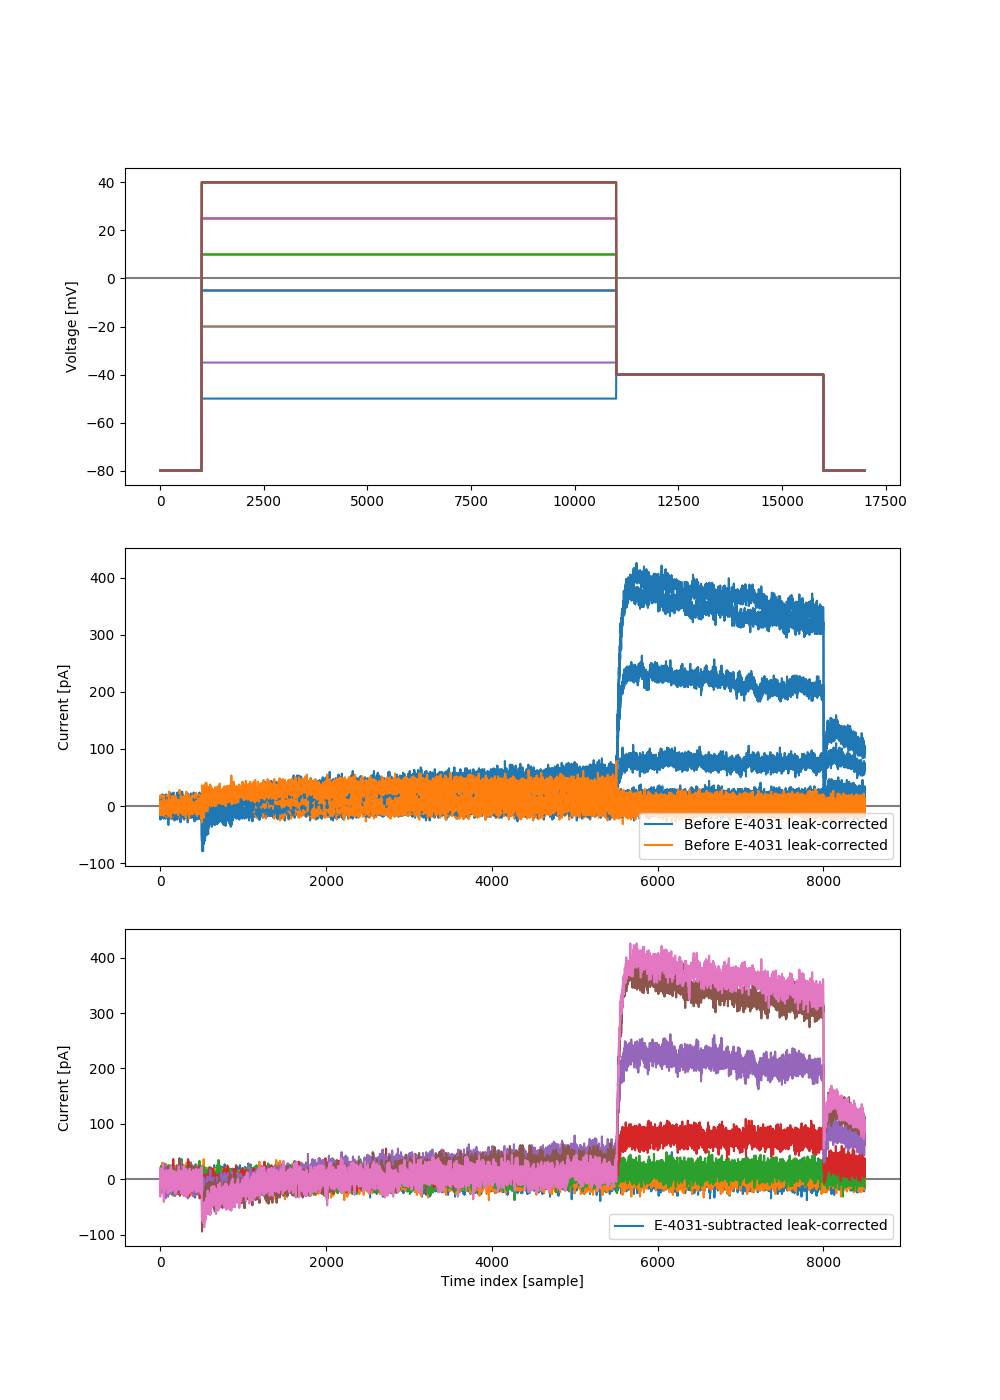 40
20
0
−20
−40
−60
−80
Voltage [mV]
0 2500 5000 7500 10000 12500 15000 17500
400
300
200
100
0
−100
Current [pA]
Before E-4031 leak-corrected
Before E-4031 leak-corrected
0 2000 4000 6000 8000
400
300
200
100
0
−100
Current [pA]
E-4031-subtracted leak-corrected
0 2000 4000 6000 8000
Time index [sample]